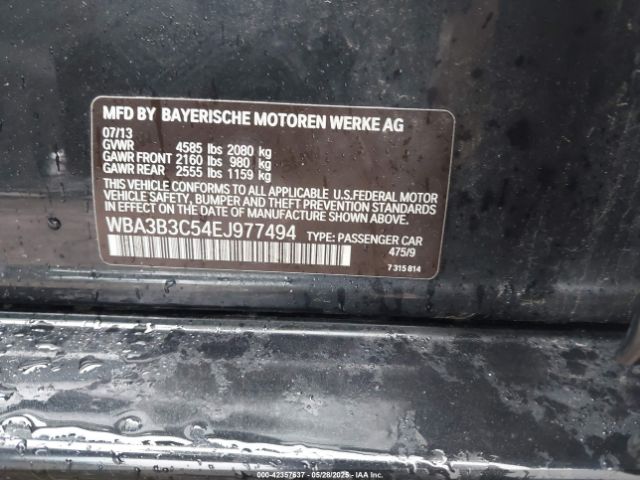 MFD BY BAYERISCHE MOTOREN WERKE AG
07/13
GVWR 4585 lbs 2080 kg
GAWR FRONT 2160 lbs 980 kg
GAWR REAR 2555 lbs 1159 kg
THIS VEHICLE CONFORMS TO ALL APPLICABLE U.S.FEDERAL MOTOR
VEHICLE SAFETY, BUMPER AND THEFT PREVENTION STANDARDS
IN EFFECT ON THE DATE OF MANUFACTURE SHOWN ABOVE.
WBA3B3C54EJ977494 TYPE: PASSENGER CAR
475/9
7 315 814
000-42357637 - 05/28/2025 - IAA Inc.